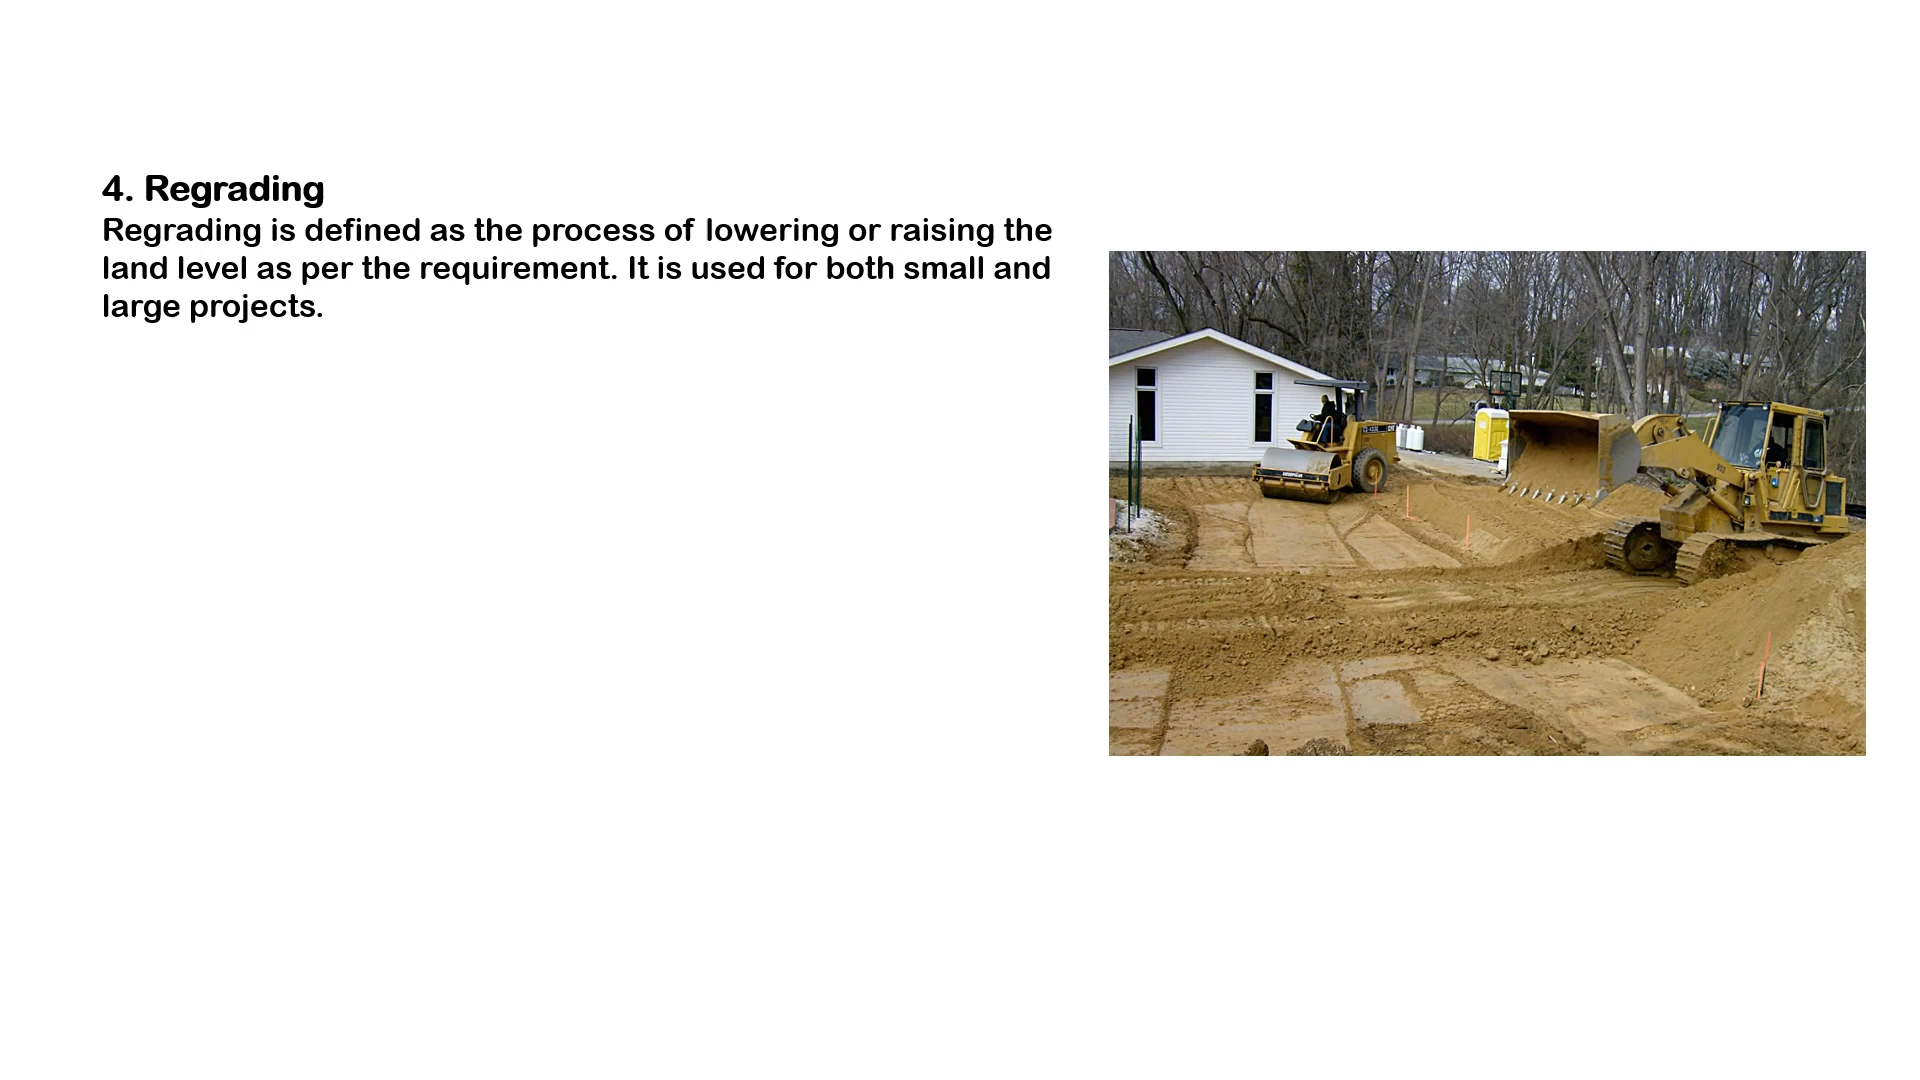 4. Regrading
Regrading is defined as the process of lowering or raising the
land level as per the requirement. It is used for both small and
large projects.